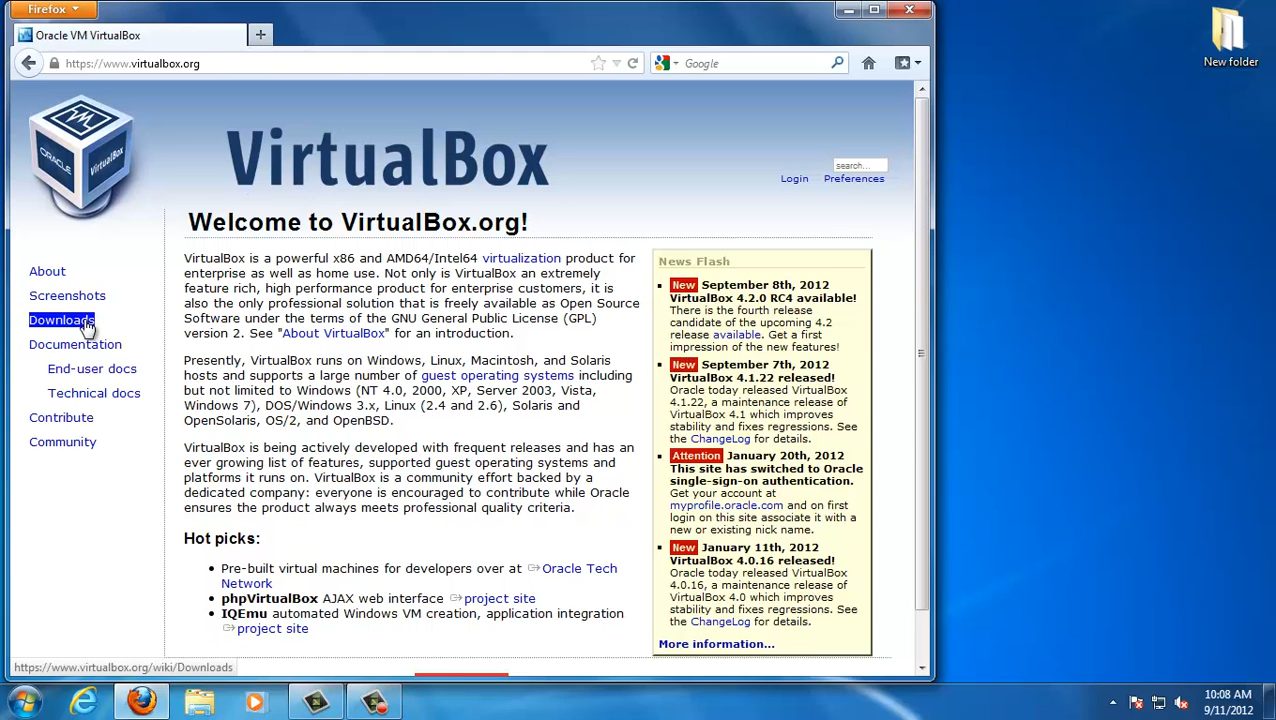 Firefox
Oracle VM VirtualBox
https://www.virtualbox.org
Google
New folder
ORACLE
VirtualBox
VirtualBox
search...
Login
Preferences
Welcome to VirtualBox.org!
About
Screenshots
Downloads
Documentation
End-user docs
Technical docs
Contribute
Community
VirtualBox is a powerful x86 and AMD64/Intel64 virtualization product for
enterprise as well as home use. Not only is VirtualBox an extremely
feature rich, high performance product for enterprise customers, it is
also the only professional solution that is freely available as Open Source
Software under the terms of the GNU General Public License (GPL)
version 2. See "About VirtualBox" for an introduction.
Presently, VirtualBox runs on Windows, Linux, Macintosh, and Solaris
hosts and supports a large number of guest operating systems including
but not limited to Windows (NT 4.0, 2000, XP, Server 2003, Vista,
Windows 7), DOS/Windows 3.x, Linux (2.4 and 2.6), Solaris and
OpenSolaris, OS/2, and OpenBSD.
VirtualBox is being actively developed with frequent releases and has an
ever growing list of features, supported guest operating systems and
platforms it runs on. VirtualBox is a community effort backed by a
dedicated company: everyone is encouraged to contribute while Oracle
ensures the product always meets professional quality criteria.
Hot picks:
Pre-built virtual machines for developers over at Oracle Tech
Network
phpVirtualBox AJAX web interface project site
IQEmu automated Windows VM creation, application integration
project site
News Flash
New September 8th, 2012
VirtualBox 4.2.0 RC4 available!
There is the fourth release
candidate of the upcoming 4.2
release available. Get a first
impression of the new features!
New September 7th, 2012
VirtualBox 4.1.22 released!
Oracle today released VirtualBox
4.1.22, a maintenance release of
VirtualBox 4.1 which improves
stability and fixes regressions. See
the ChangeLog for details.
Attention January 20th, 2012
This site has switched to Oracle
single-sign-on authentication.
Get your account at
myprofile.oracle.com and on first
login on this site associate it with a
new or existing nick name.
New January 11th, 2012
VirtualBox 4.0.16 released!
Oracle today released VirtualBox
4.0.16, a maintenance release of
VirtualBox 4.0 which improves
stability and fixes regressions. See
the ChangeLog for details.
More information...
https://www.virtualbox.org/wiki/Downloads
10:08 AM
9/11/2012